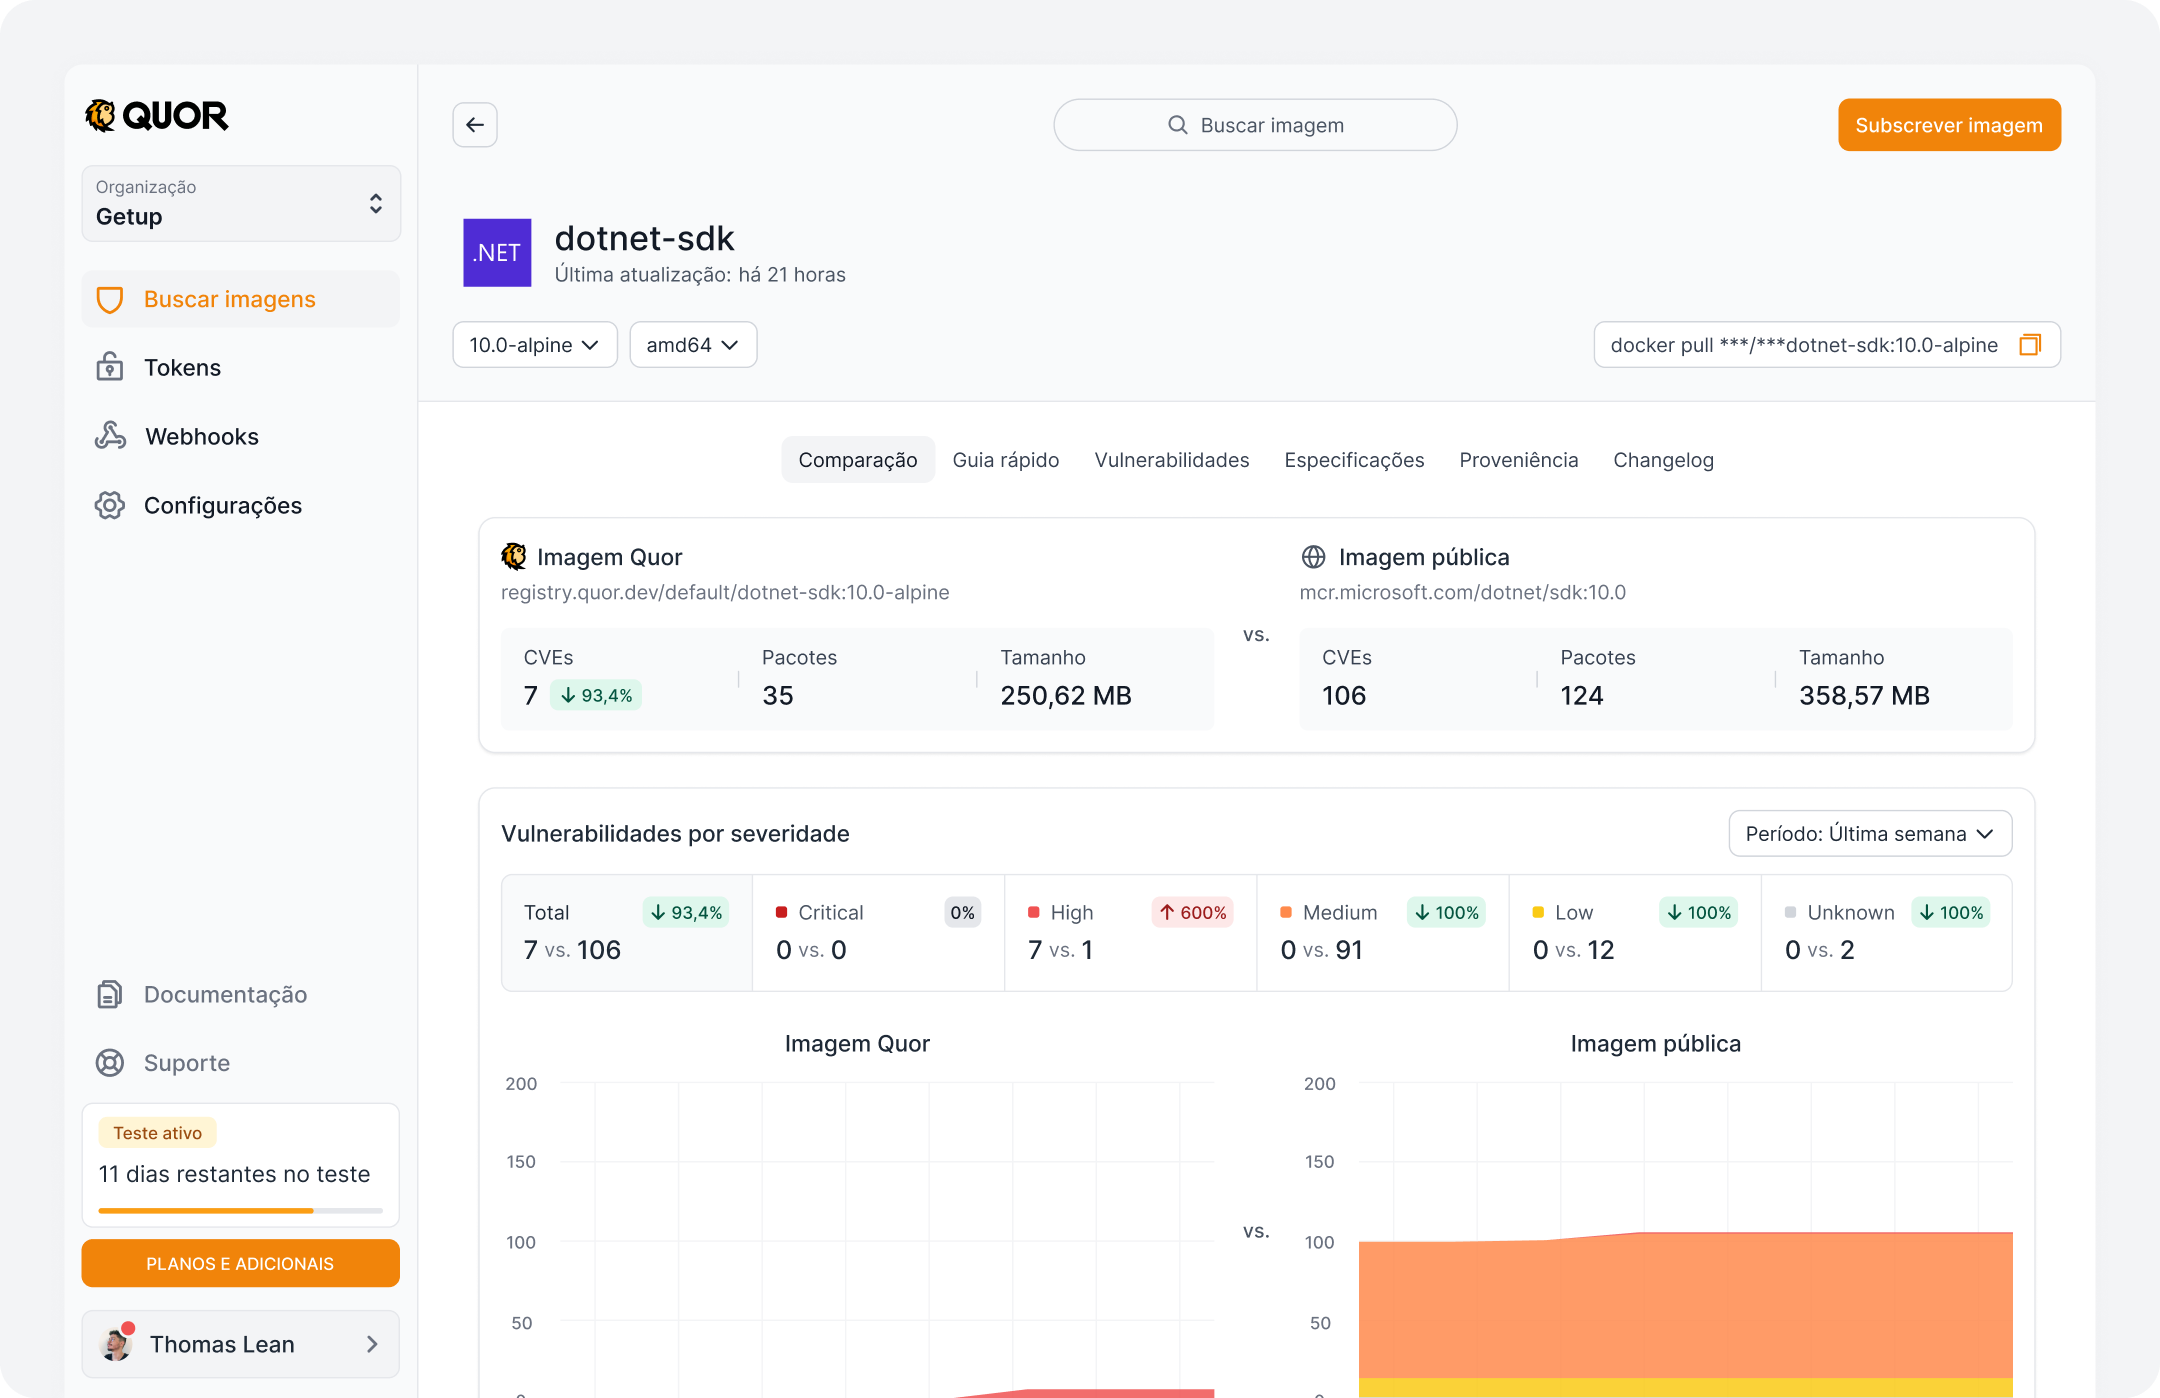 QUOR
Organização
Getup
Buscar imagens
Tokens
Webhooks
Configurações
Documentação
Suporte
Teste ativo
11 dias restantes no teste
PLANOS E ADICIONAIS
Thomas Lean
Buscar imagem
Subscrever imagem
.NET
dotnet-sdk
Última atualização: há 21 horas
10.0-alpine
amd64
docker pull ***/***dotnet-sdk:10.0-alpine
Comparação Guia rápido Vulnerabilidades Especificações Proveniência Changelog
Imagem Quor
registry.quor.dev/default/dotnet-sdk:10.0-alpine
CVEs Pacotes Tamanho
7 93,4% 35 250,62 MB
vs.
Imagem pública
mcr.microsoft.com/dotnet/sdk:10.0
CVEs Pacotes Tamanho
106 124 358,57 MB
Vulnerabilidades por severidade
Período: Última semana
Total 93,4%
7 vs. 106
Critical 0%
0 vs. 0
High 600%
7 vs. 1
Medium 100%
0 vs. 91
Low 100%
0 vs. 12
Unknown 100%
0 vs. 2
Imagem Quor
200
150
100
50
vs.
Imagem pública
200
150
100
50